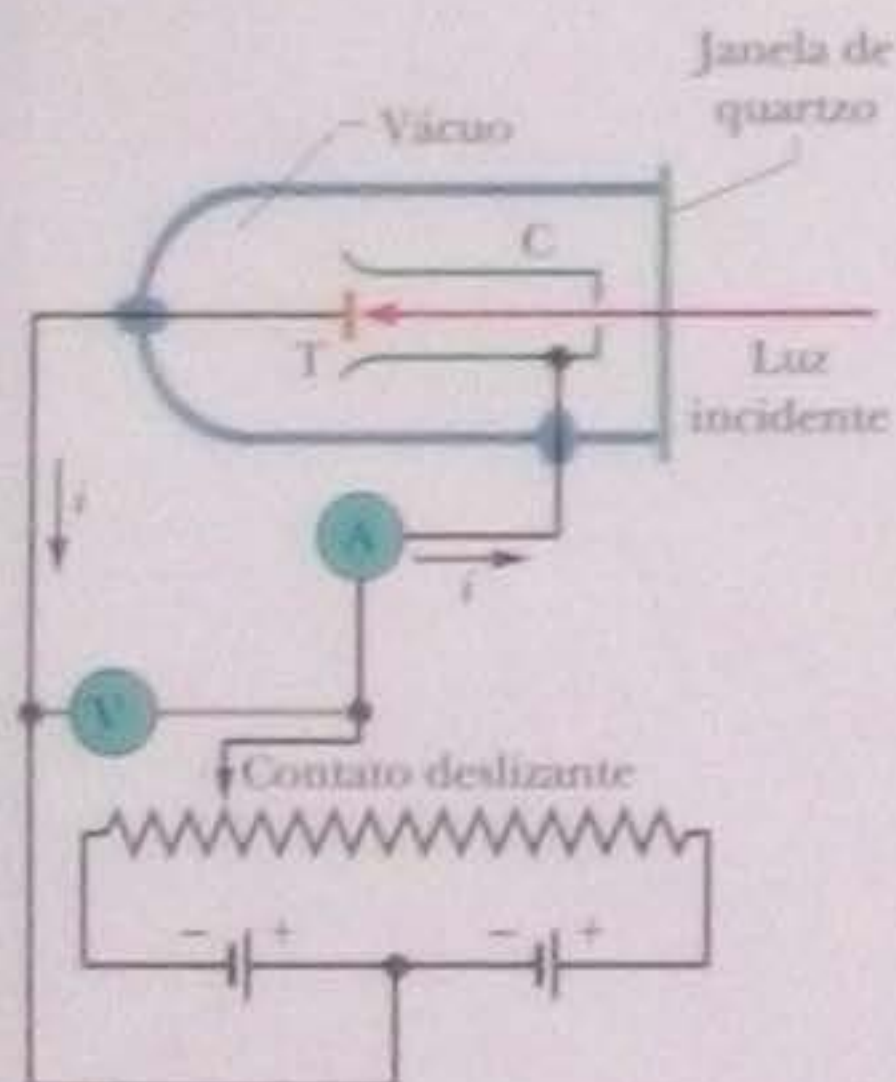 Janela de
quartzo
Vácuo
C
T
Luz
incidente
i
A
i
V
Contato deslizante
- + - +